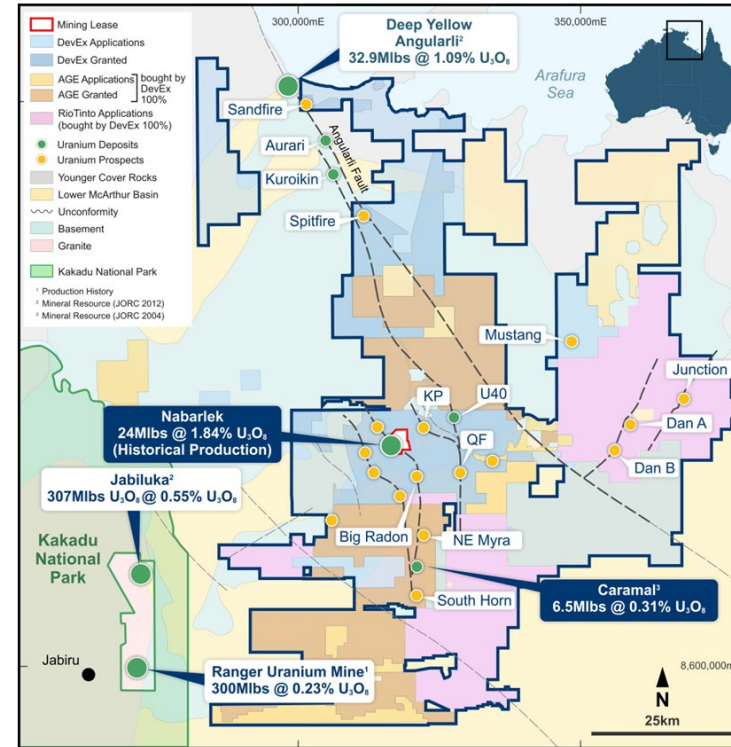 300,000mE
350,000mE
Mining Lease
DevEx Applications
DevEx Granted
AGE Applications
AGE Granted
bought by
DevEx
100%
RioTinto Applications
(bought by DevEx 100%)
Uranium Deposits
Uranium Prospects
Younger Cover Rocks
Lower McArthur Basin
Unconformity
Basement
Granite
Kakadu National Park
¹ Production History
² Mineral Resource (JORC 2012)
³ Mineral Resource (JORC 2004)
Deep Yellow
Angularli²
32.9Mlbs @ 1.09% U₃O₈
Arafura
Sea
Sandfire
Aurari
Angularli Fault
Kuroikin
Spitfire
Mustang
Junction
KP
U40
Dan A
Nabarlek
24Mlbs @ 1.84% U₃O₈
(Historical Production)
QF
Dan B
Jabiluka²
307Mlbs U₃O₈ @ 0.55% U₃O₈
Big Radon
NE Myra
Kakadu
National
Park
Caramal³
6.5Mlbs @ 0.31% U₃O₈
South Horn
Jabiru
Ranger Uranium Mine¹
300Mlbs @ 0.23% U₃O₈
8,600,000m
N
25km